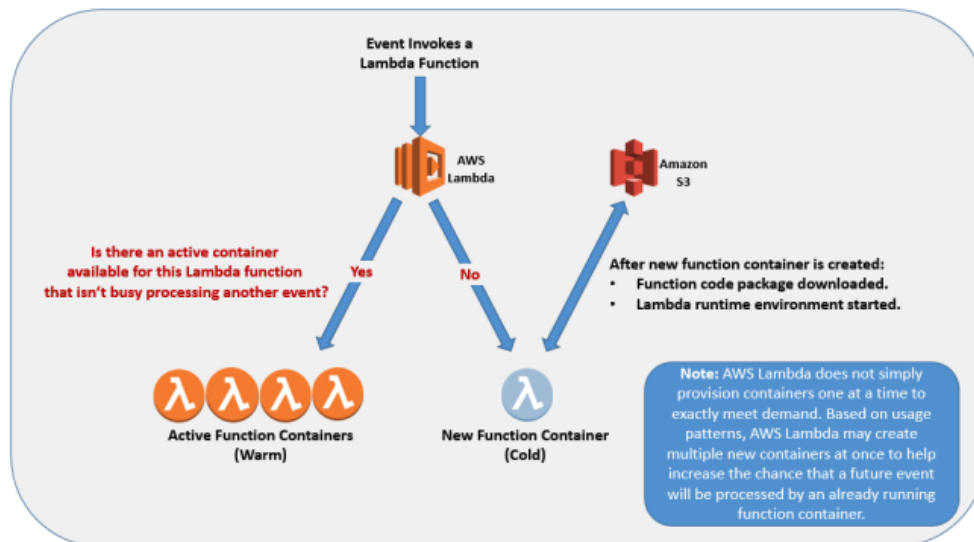 Event Invokes a
Lambda Function
AWS
Lambda
Amazon
S3
Is there an active container
available for this Lambda function
that isn't busy processing another event?
Yes
No
After new function container is created:
• Function code package downloaded.
• Lambda runtime environment started.
Active Function Containers
(Warm)
New Function Container
(Cold)
Note: AWS Lambda does not simply
provision containers one at a time to
exactly meet demand. Based on usage
patterns, AWS Lambda may create
multiple new containers at once to help
increase the chance that a future event
will be processed by an already running
function container.